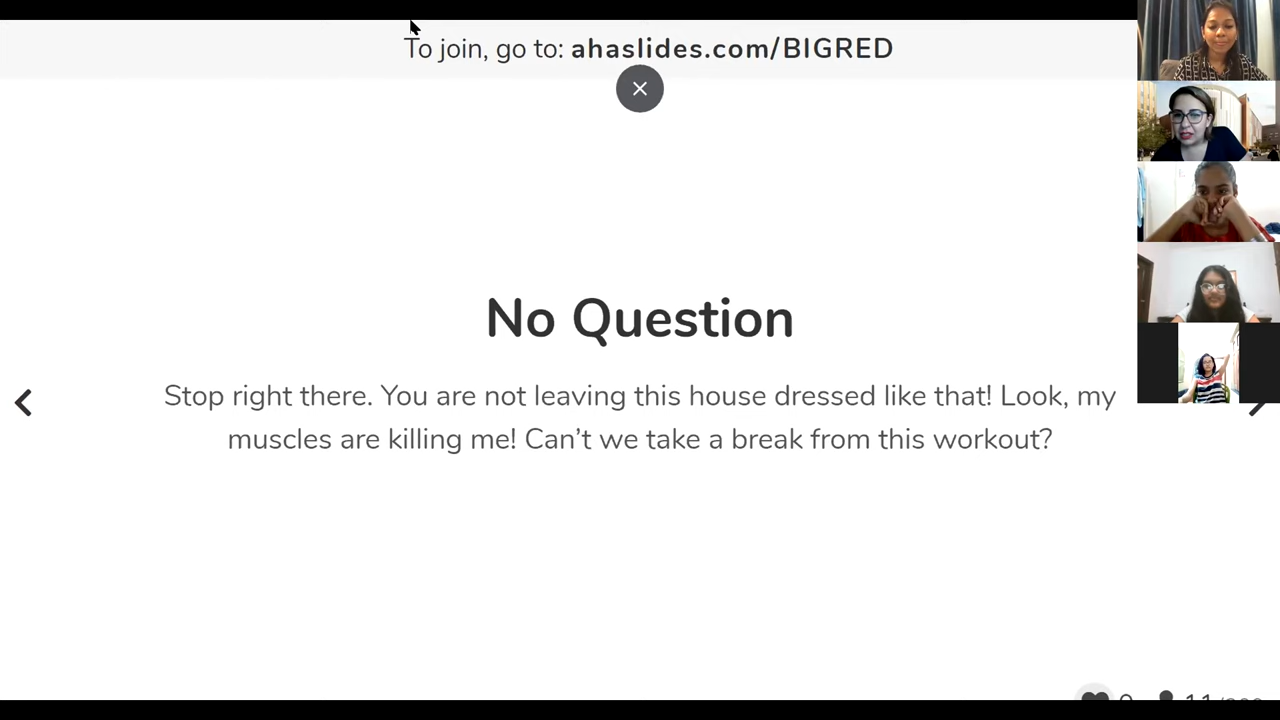 To join, go to: ahaslides.com/BIGRED
No Question
Stop right there. You are not leaving this house dressed like that! Look, my
muscles are killing me! Can’t we take a break from this workout?